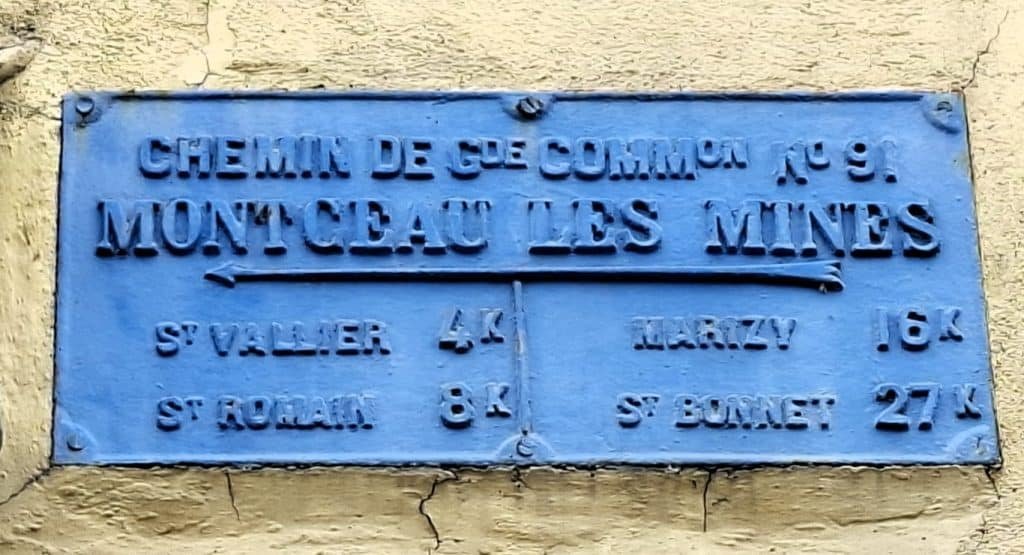 CHEMIN DE GDE COMMON NO 91
MONTCEAU LES MINES
ST VALLIER 4K MARIZY 16K
ST ROMAIN 8K ST BONNET 27K